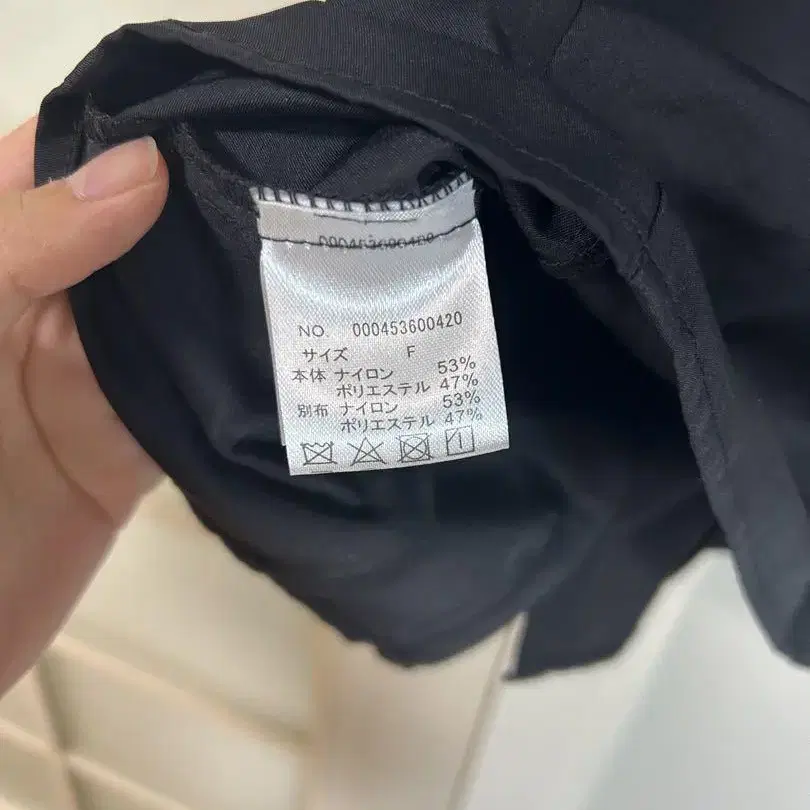 NO. 000453600420
サイズ F
本体 ナイロン 53%
ポリエステル 47%
別布 ナイロン 53%
ポリエステル 47%